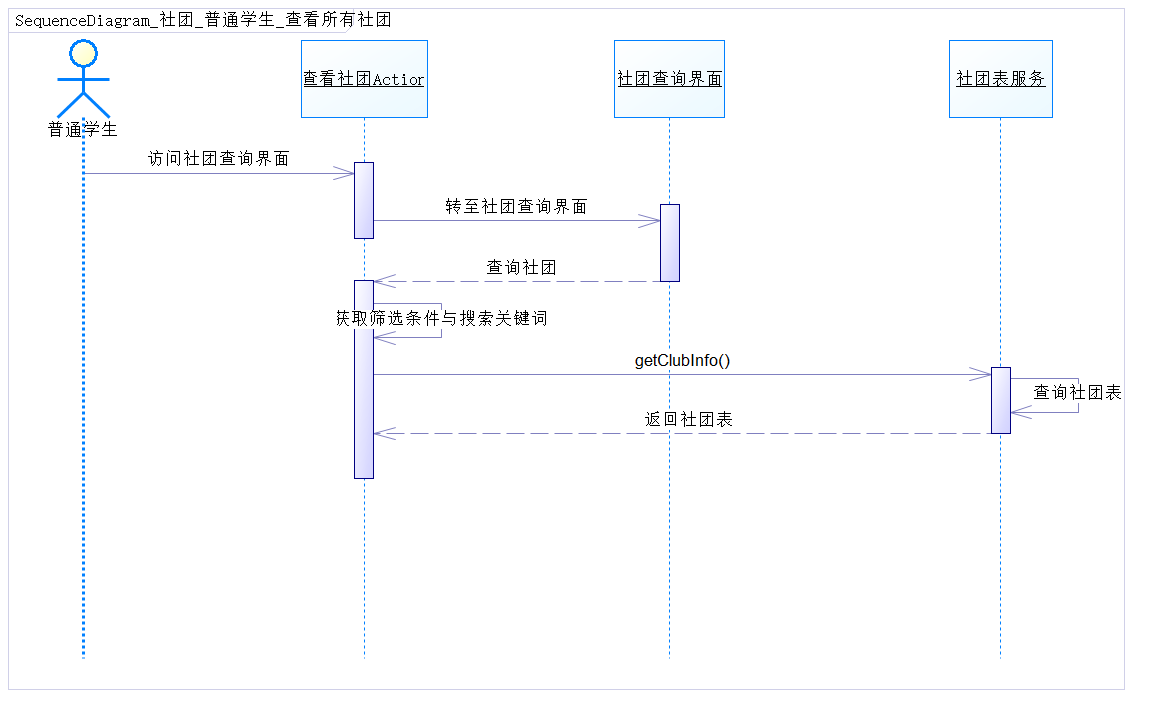 SequenceDiagram_社团_普通学生_查看所有社团
普通学生
查看社团Action
社团查询界面
社团表服务
访问社团查询界面
转至社团查询界面
查询社团
获取筛选条件与搜索关键词
getClubInfo()
查询社团表
返回社团表